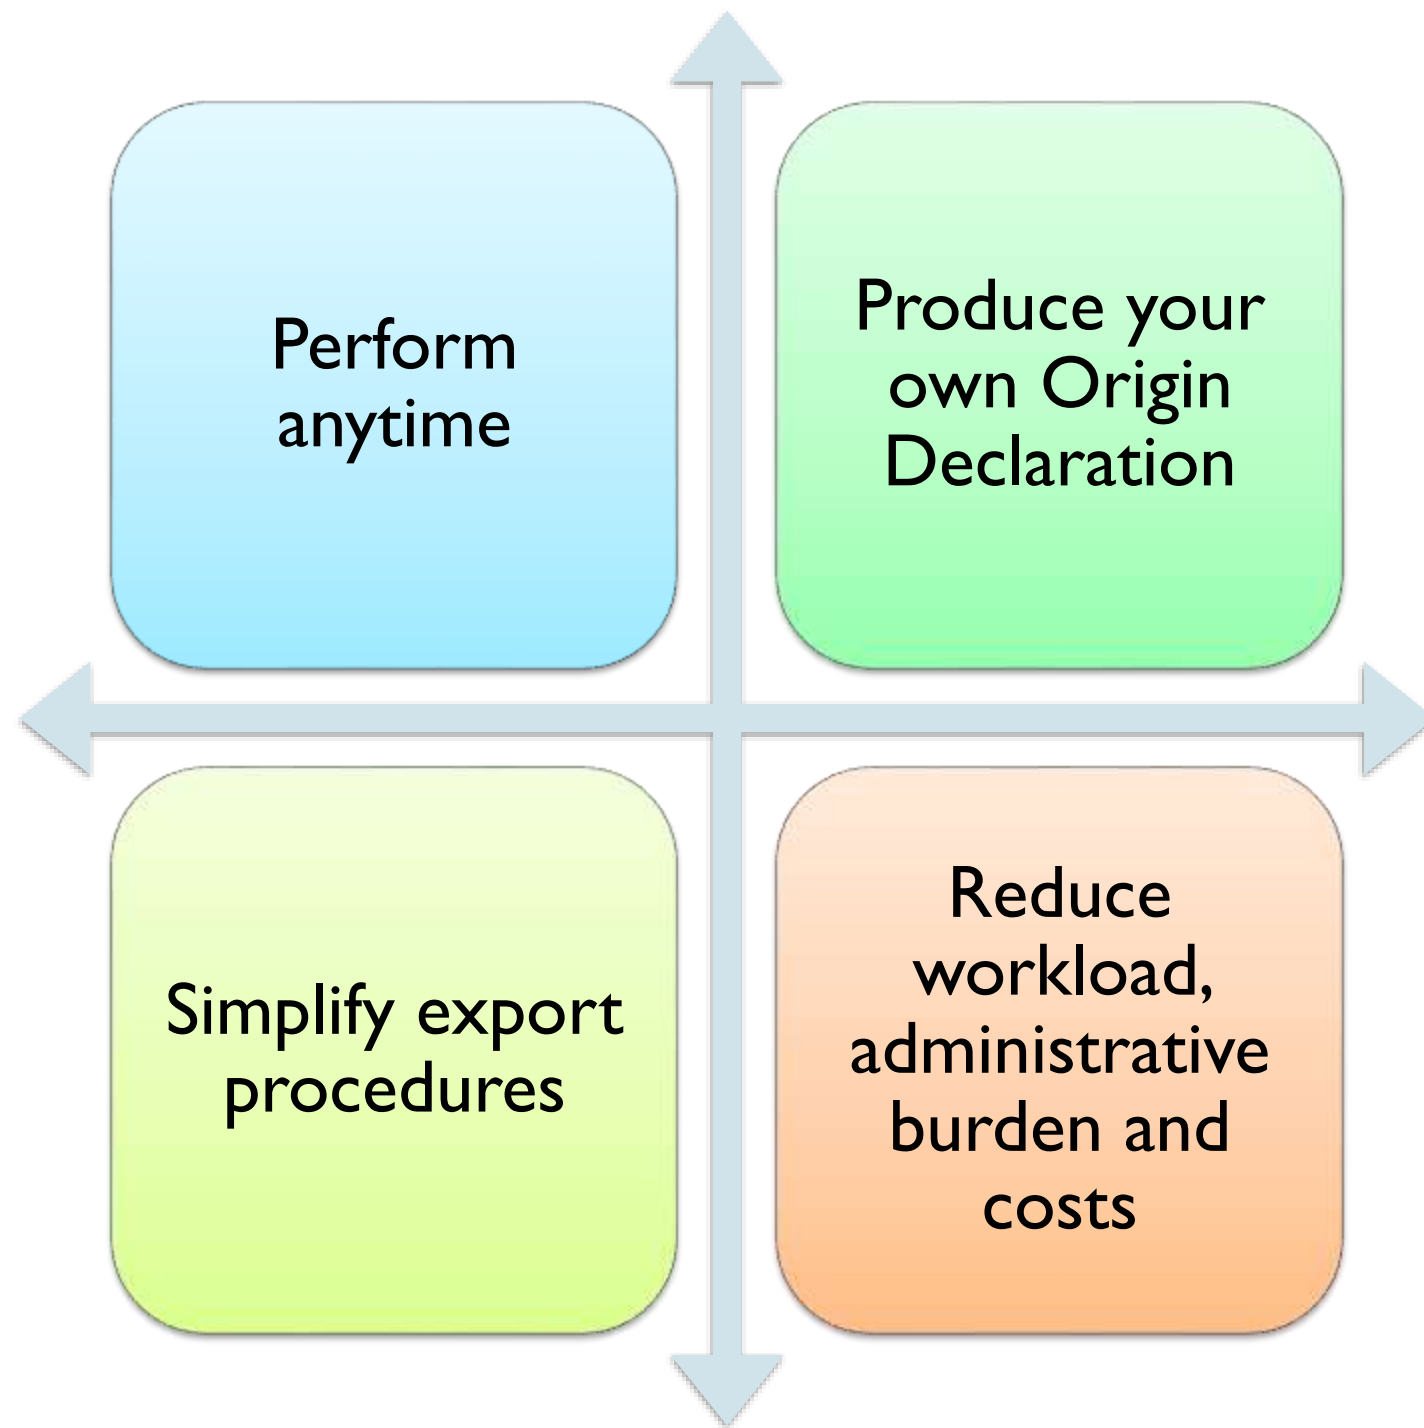 Perform
anytime
Produce your
own Origin
Declaration
Simplify export
procedures
Reduce
workload,
administrative
burden and
costs